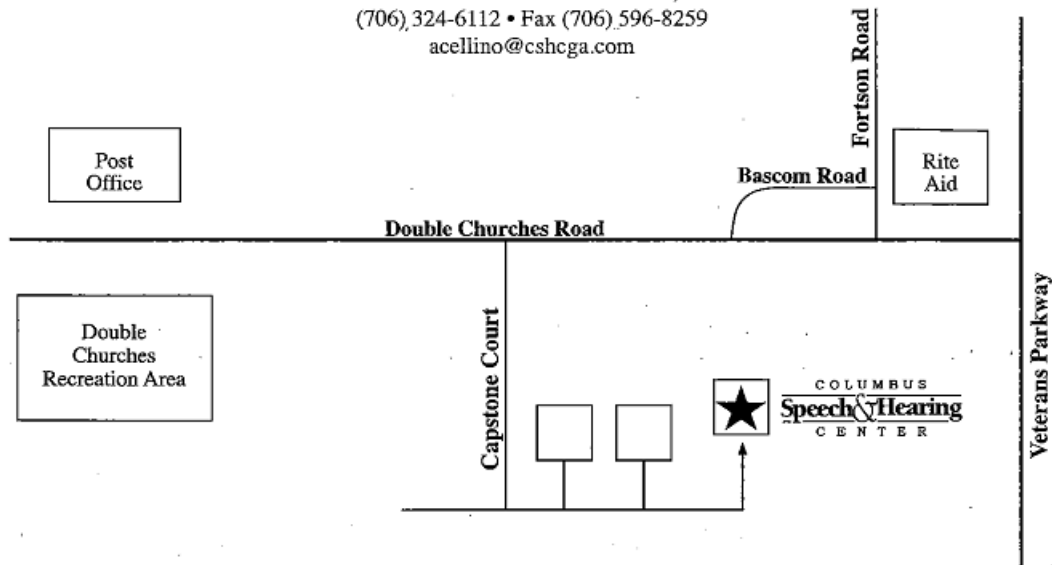 (706) 324-6112 • Fax (706) 596-8259
acellino@cshcga.com
Fortson Road
Post
Office
Rite
Aid
Bascom Road
Double Churches Road
Veterans Parkway
Double
Churches
Recreation Area
Capstone Court
COLUMBUS
Speech & Hearing
CENTER